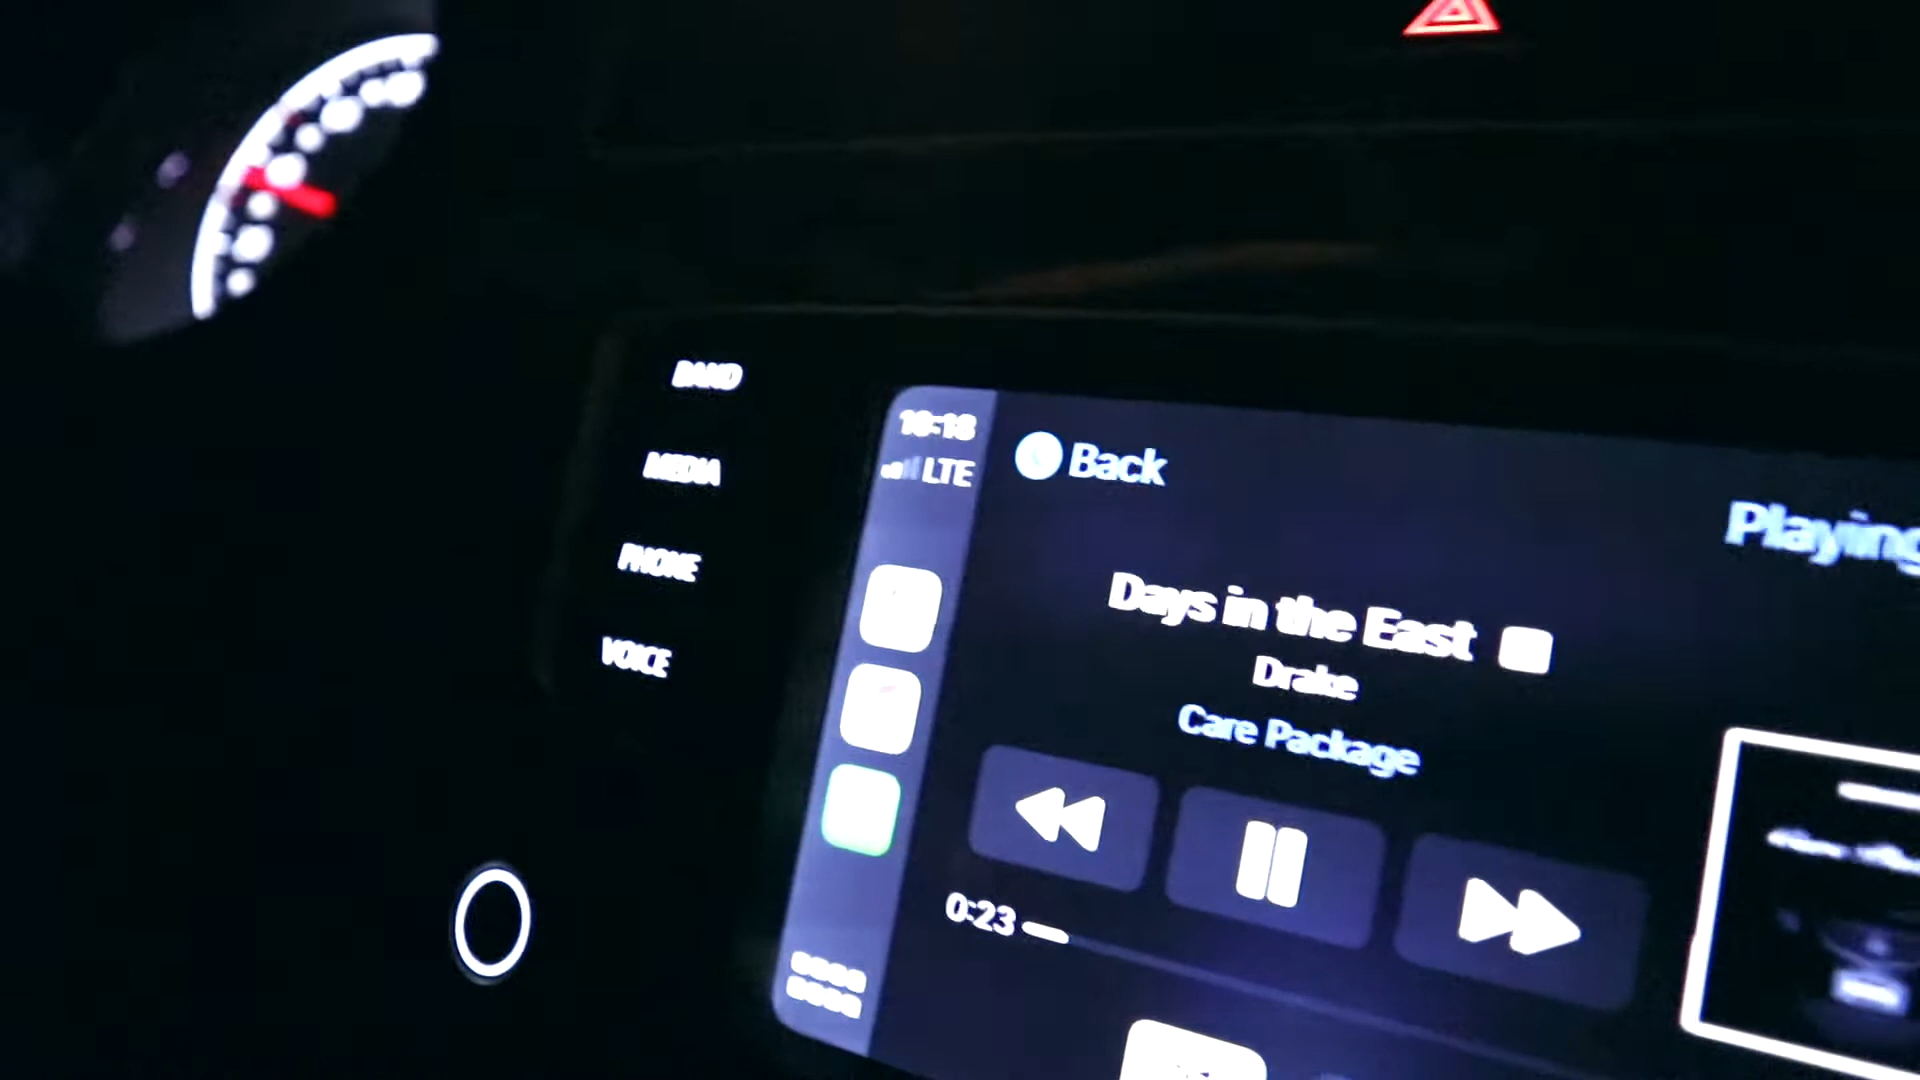 BAND
MEDIA
PHONE
VOICE
10:18
LTE
Back
Playing
Days in the East
Drake
Care Package
0:23